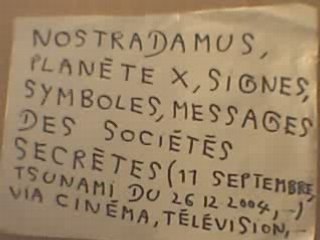 NOSTRADAMUS,
PLANÈTE X, SIGNES,
SYMBOLES, MESSAGES
DES SOCIÉTÉS
SECRÈTES (11 SEPTEMBRE,
TSUNAMI DU 26 12 2004, ...)
VIA CINÉMA, TÉLÉVISION, ...